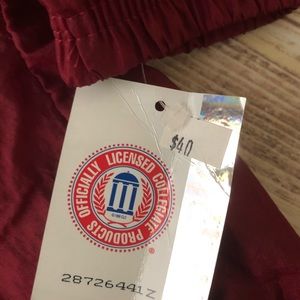 $40
OFFICIALLY LICENSED COLLEGIATE PRODUCTS
®
28726441Z